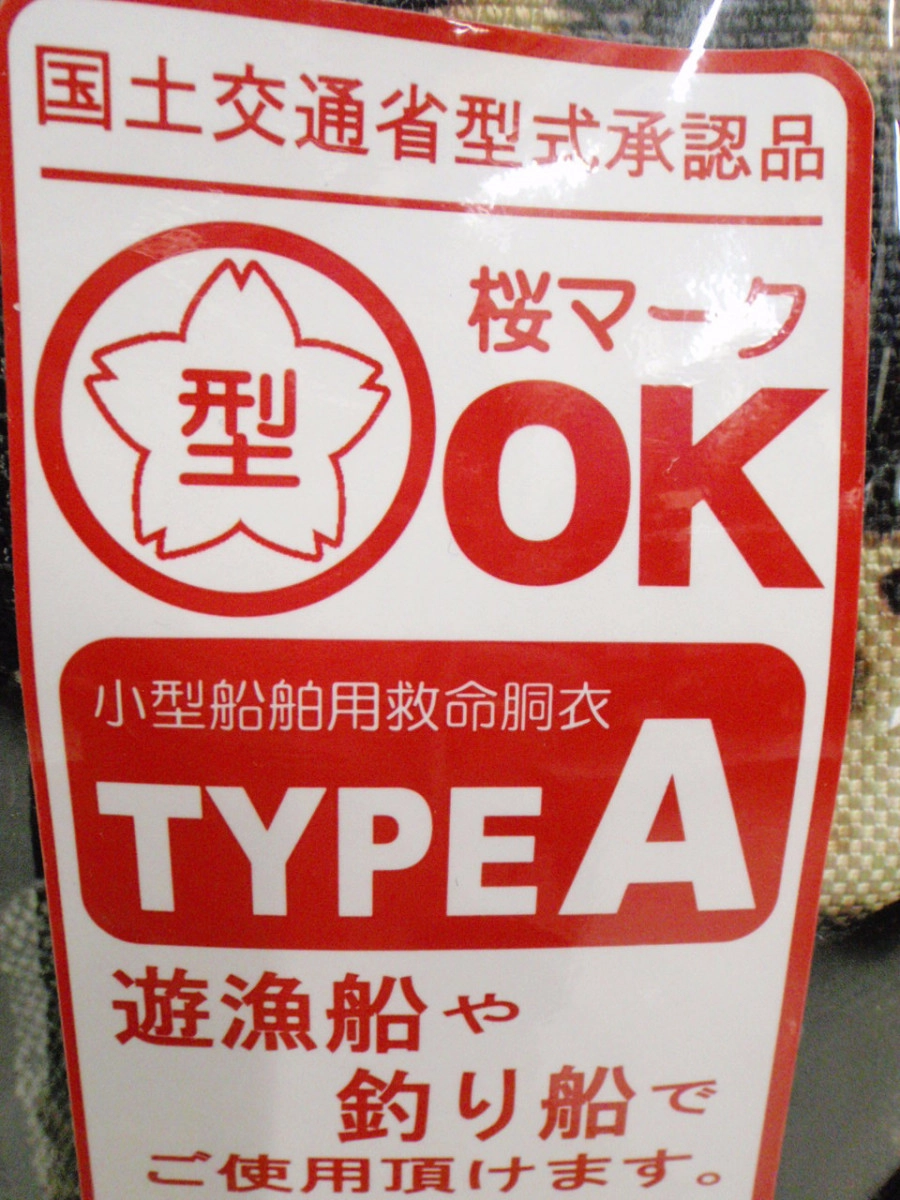 国土交通省型式承認品
型
桜マーク
OK
小型船舶用救命胴衣
TYPE A
遊漁船や
釣り船で
ご使用頂けます。